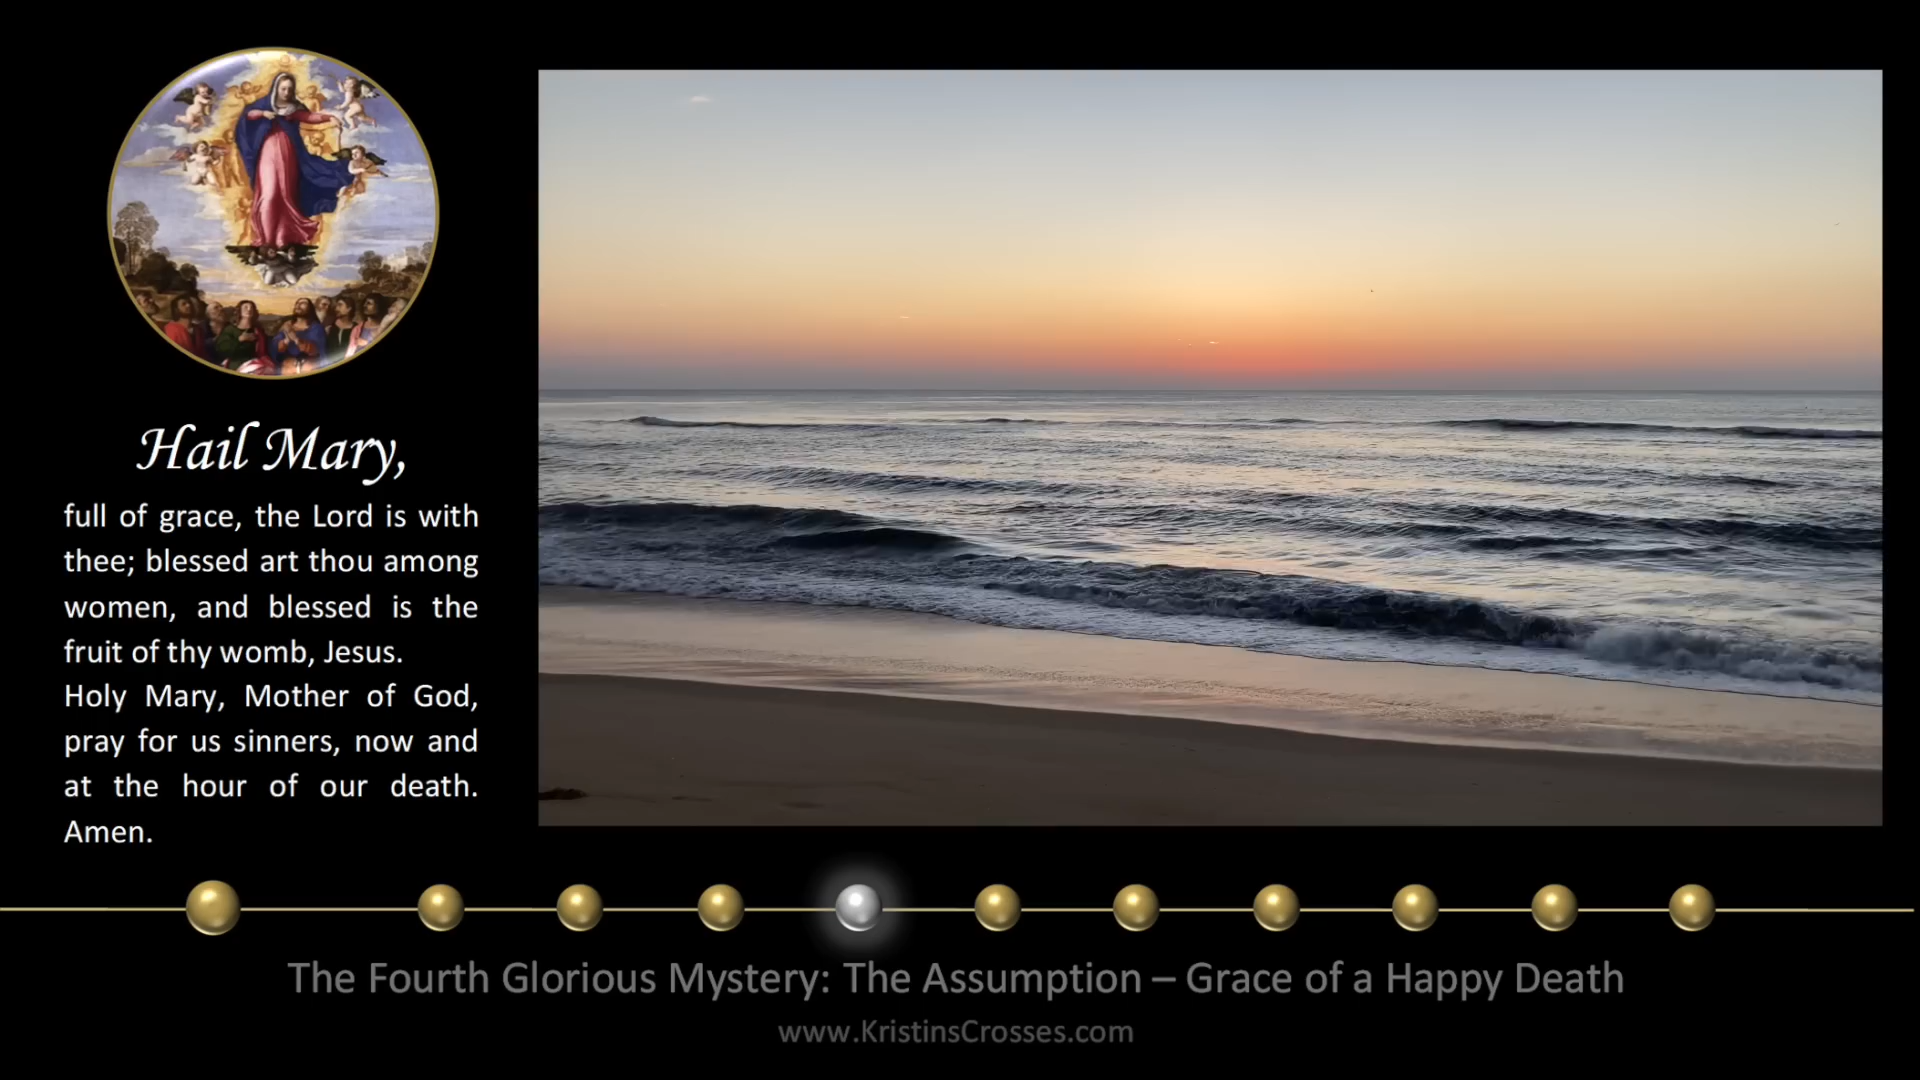 Hail Mary,
full of grace, the Lord is with
thee; blessed art thou among
women, and blessed is the
fruit of thy womb, Jesus.
Holy Mary, Mother of God,
pray for us sinners, now and
at the hour of our death.
Amen.
The Fourth Glorious Mystery: The Assumption – Grace of a Happy Death
www.KristinsCrosses.com